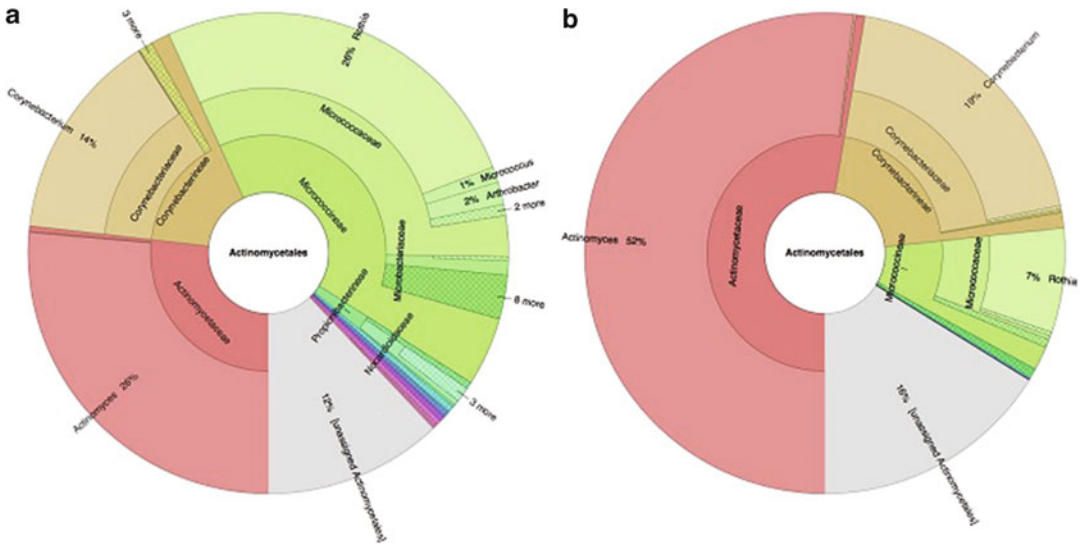 a
3 more
26% Rothia
Corynebacterium 14%
Micrococcaceae
1% Micrococcus
2% Arthrobacter
2 more
Corynebacteriaceae
Corynebacterineae
Micrococcineae
Actinomycetales
Microbacteriaceae
6 more
Propionibacterineae
Nocardioidaceae
Actinomycetaceae
Actinomyces 26%
3 more
12% [unassigned Actinomycetales]
b
19% Corynebacterium
Corynebacteriaceae
Corynebacterineae
Actinomyces 52%
Actinomycetaceae
Actinomycetales
Micrococcineae
Micrococcaceae
7% Rothia
16% [unassigned Actinomycetales]